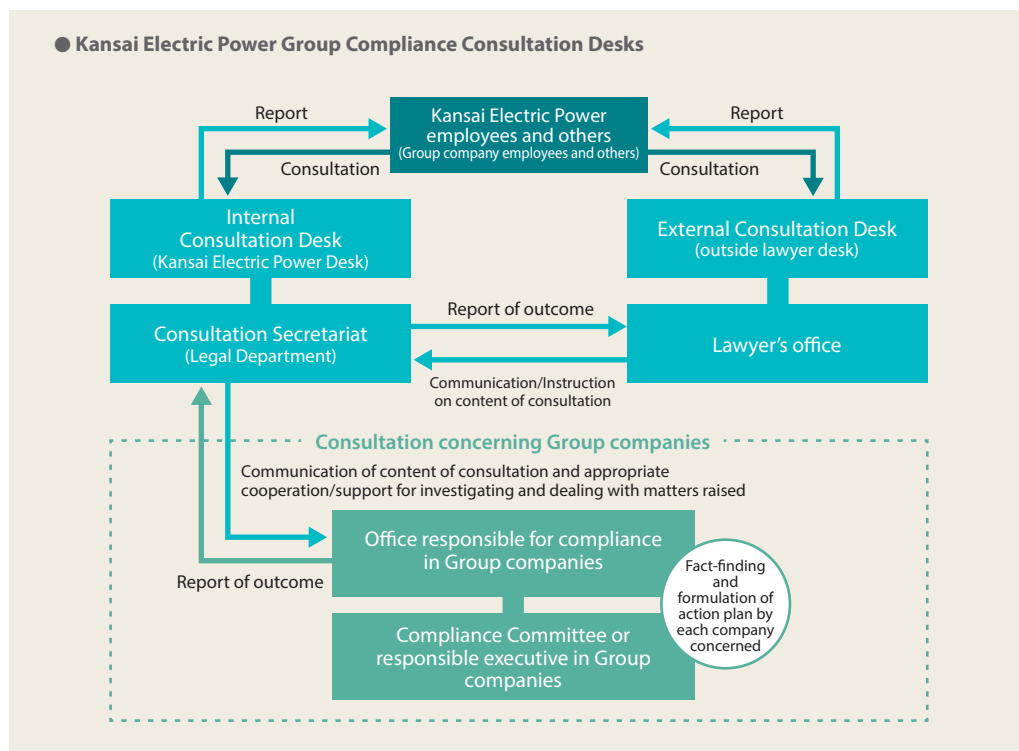 ● Kansai Electric Power Group Compliance Consultation Desks
Report
Kansai Electric Power
employees and others
(Group company employees and others)
Report
Consultation
Consultation
Internal
Consultation Desk
(Kansai Electric Power Desk)
External Consultation Desk
(outside lawyer desk)
Consultation Secretariat
(Legal Department)
Report of outcome
Lawyer's office
Communication/Instruction
on content of consultation
Consultation concerning Group companies
Communication of content of consultation and appropriate
cooperation/support for investigating and dealing with matters raised
Office responsible for compliance
in Group companies
Report of outcome
Fact-finding
and
formulation of
action plan by
each company
concerned
Compliance Committee or
responsible executive in Group
companies